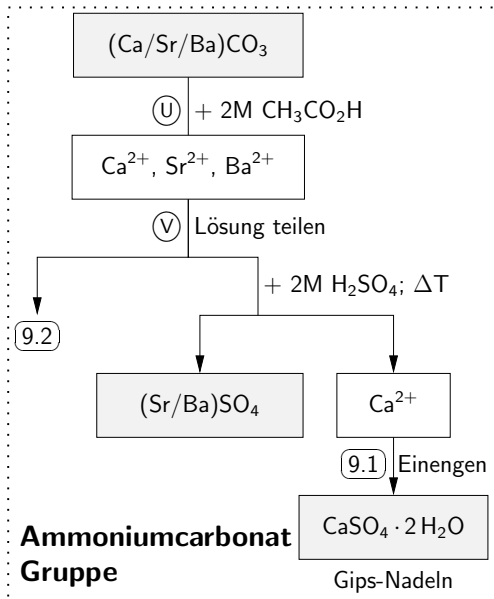 (Ca/Sr/Ba)CO₃
U + 2M CH₃CO₂H
Ca²⁺, Sr²⁺, Ba²⁺
V Lösung teilen
+ 2M H₂SO₄; ΔT
9.2
(Sr/Ba)SO₄
Ca²⁺
9.1 Einengen
CaSO₄ · 2 H₂O
Gips-Nadeln
Ammoniumcarbonat
Gruppe